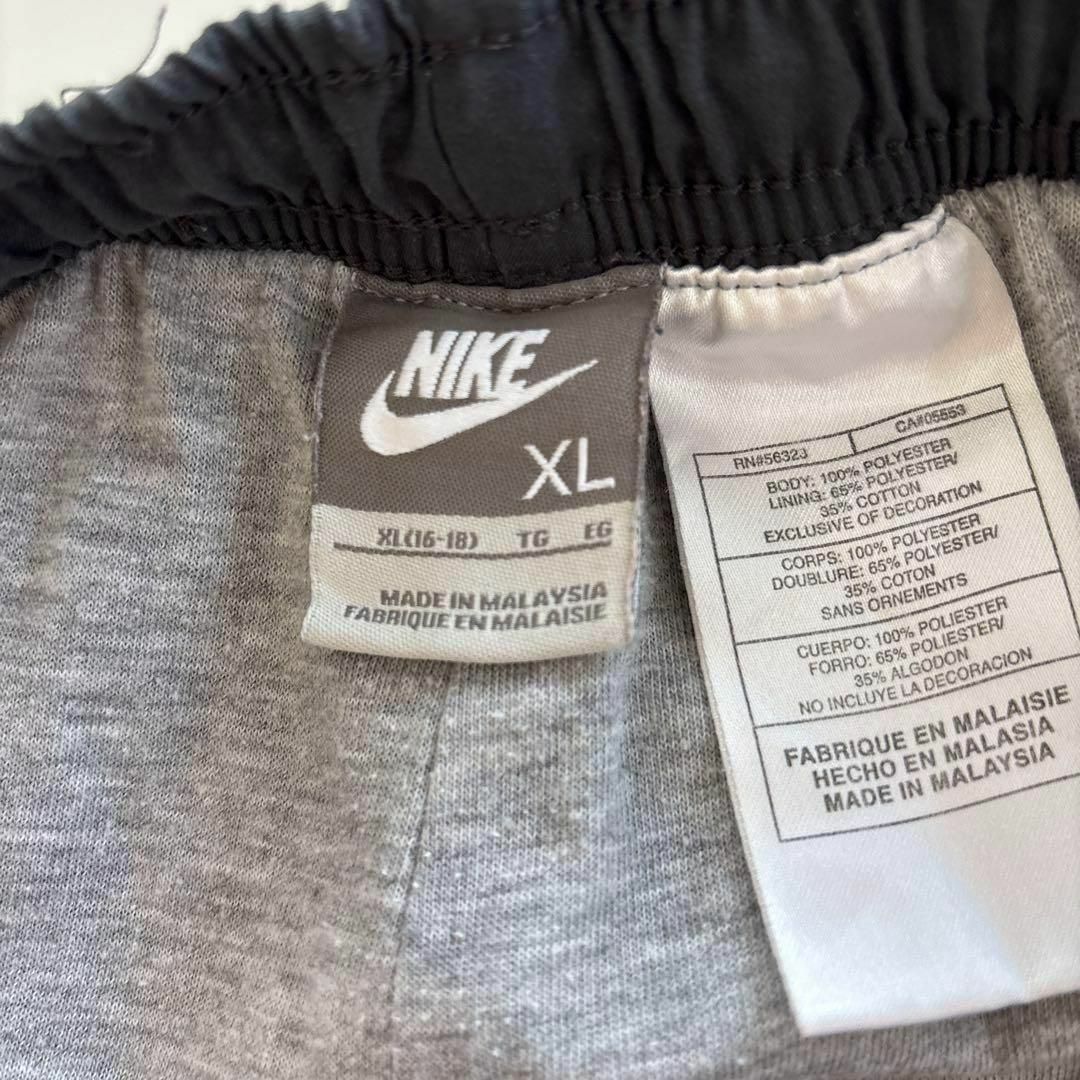 NIKE
XL
XL(16-18) TG EG
MADE IN MALAYSIA
FABRIQUE EN MALAISIE
RN#56323 CA#05553
BODY: 100% POLYESTER
LINING: 65% POLYESTER/
35% COTTON
EXCLUSIVE OF DECORATION
CORPS: 100% POLYESTER
DOUBLURE: 65% POLYESTER/
35% COTON
SANS ORNEMENTS
CUERPO: 100% POLIESTER
FORRO: 65% POLIESTER/
35% ALGODON
NO INCLUYE LA DECORACION
FABRIQUE EN MALAISIE
HECHO EN MALASIA
MADE IN MALAYSIA